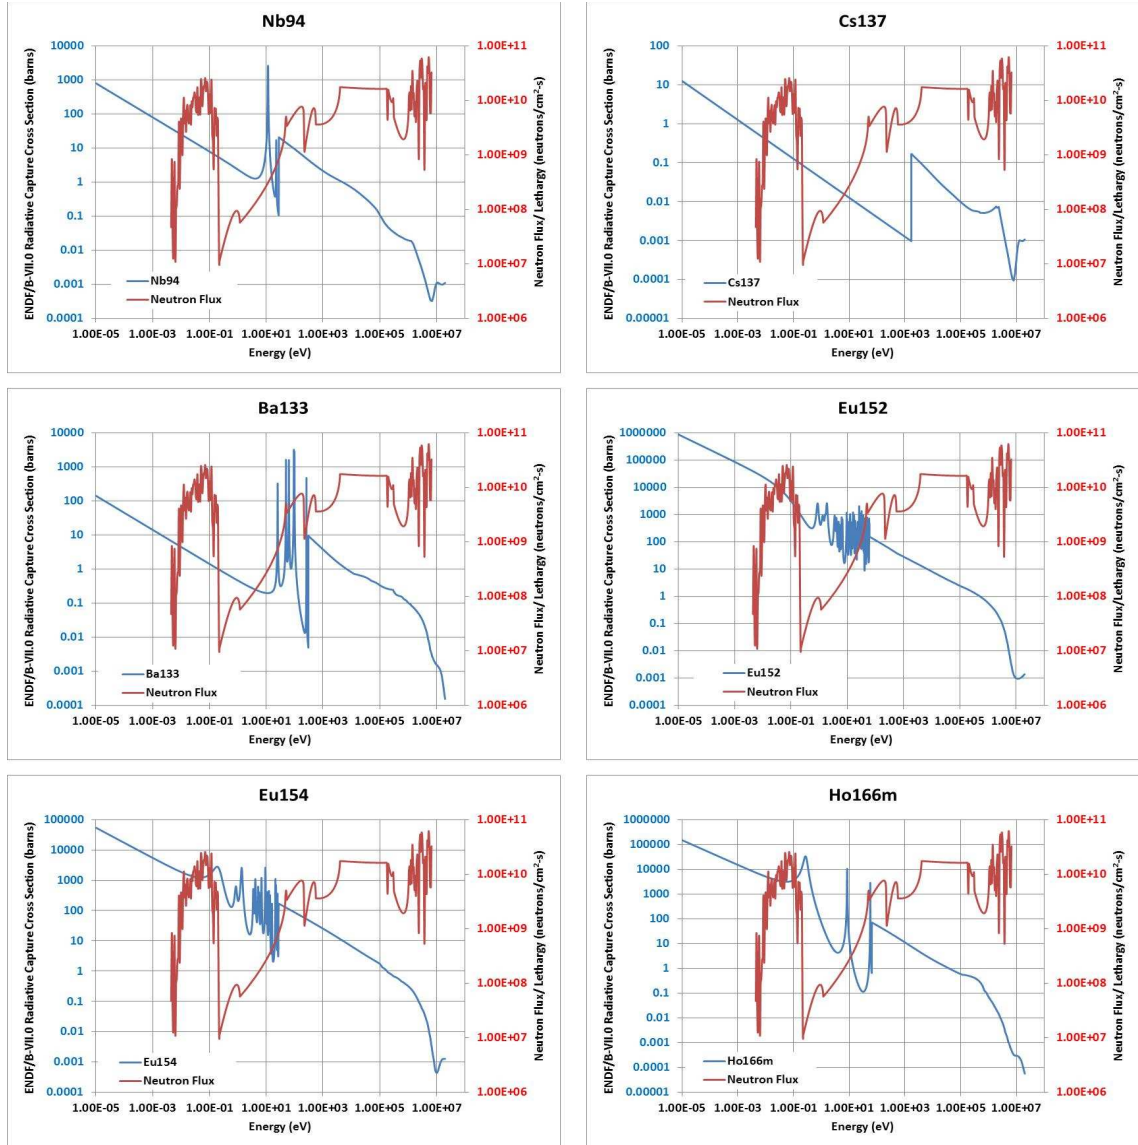 Nb94
ENDF/B-VII.0 Radiative Capture Cross Section (barns)
10000
1000
100
10
1
0.1
0.01
0.001
0.0001
1.00E+11
1.00E+10
1.00E+09
1.00E+08
1.00E+07
1.00E+06
Neutron Flux/ Lethargy (neutrons/cm²-s)
Nb94
Neutron Flux
1.00E-05 1.00E-03 1.00E-01 1.00E+01 1.00E+03 1.00E+05 1.00E+07
Energy (eV)
Cs137
ENDF/B-VII.0 Radiative Capture Cross Section (barns)
100
10
1
0.1
0.01
0.001
0.0001
0.00001
1.00E+11
1.00E+10
1.00E+09
1.00E+08
1.00E+07
1.00E+06
Neutron Flux/ Lethargy (neutrons/cm²-s)
Cs137
Neutron Flux
1.00E-05 1.00E-03 1.00E-01 1.00E+01 1.00E+03 1.00E+05 1.00E+07
Energy (eV)
Ba133
ENDF/B-VII.0 Radiative Capture Cross Section (barns)
10000
1000
100
10
1
0.1
0.01
0.001
0.0001
1.00E+11
1.00E+10
1.00E+09
1.00E+08
1.00E+07
1.00E+06
Neutron Flux/Lethargy (neutrons/cm²-s)
Ba133
Neutron Flux
1.00E-05 1.00E-03 1.00E-01 1.00E+01 1.00E+03 1.00E+05 1.00E+07
Energy (eV)
Eu152
ENDF/B-VII.0 Radiative Capture Cross Section (barns)
1000000
100000
10000
1000
100
10
1
0.1
0.01
0.001
0.0001
1.00E+11
1.00E+10
1.00E+09
1.00E+08
1.00E+07
1.00E+06
Neutron Flux/ Lethargy (neutrons/cm²-s)
Eu152
Neutron Flux
1.00E-05 1.00E-03 1.00E-01 1.00E+01 1.00E+03 1.00E+05 1.00E+07
Energy (eV)
Eu154
ENDF/B-VII.0 Radiative Capture Cross Section (barns)
100000
10000
1000
100
10
1
0.1
0.01
0.001
0.0001
1.00E+11
1.00E+10
1.00E+09
1.00E+08
1.00E+07
1.00E+06
Neutron Flux/ Lethargy (neutrons/cm²-s)
Eu154
Neutron Flux
1.00E-05 1.00E-03 1.00E-01 1.00E+01 1.00E+03 1.00E+05 1.00E+07
Energy (eV)
Ho166m
ENDF/B-VII.0 Radiative Capture Cross Section (barns)
1000000
100000
10000
1000
100
10
1
0.1
0.01
0.001
0.0001
0.00001
1.00E+11
1.00E+10
1.00E+09
1.00E+08
1.00E+07
1.00E+06
Neutron Flux/ Lethargy (neutrons/cm²-s)
Ho166m
Neutron Flux
1.00E-05 1.00E-03 1.00E-01 1.00E+01 1.00E+03 1.00E+05 1.00E+07
Energy (eV)